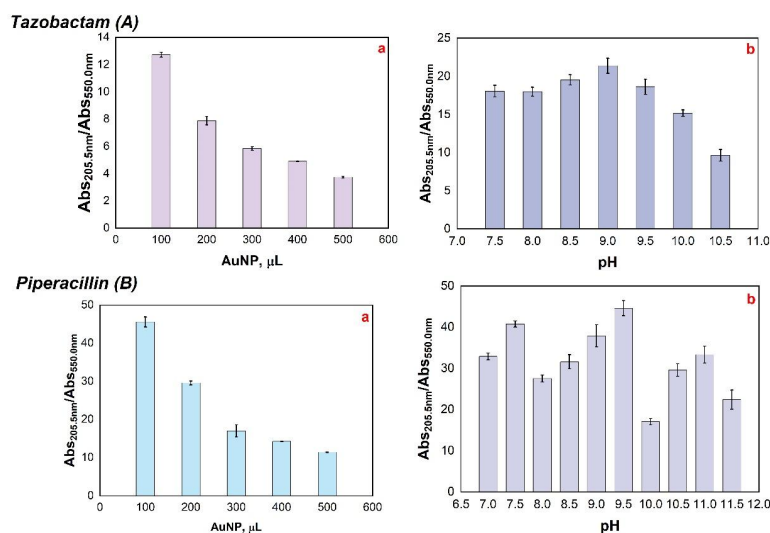 Tazobactam (A)
a
Abs205.5nm/Abs550.0nm
14
12
10
8
6
4
2
0
0 100 200 300 400 500 600
AuNP, µL
b
Abs205.5nm/Abs550.0nm
25
20
15
10
5
0
7.0 7.5 8.0 8.5 9.0 9.5 10.0 10.5 11.0
pH
Piperacillin (B)
a
Abs205.5nm/Abs550.0nm
50
40
30
20
10
0
0 100 200 300 400 500 600
AuNP, µL
b
Abs205.5nm/Abs550.0nm
50
40
30
20
10
0
6.5 7.0 7.5 8.0 8.5 9.0 9.5 10.0 10.5 11.0 11.5 12.0
pH